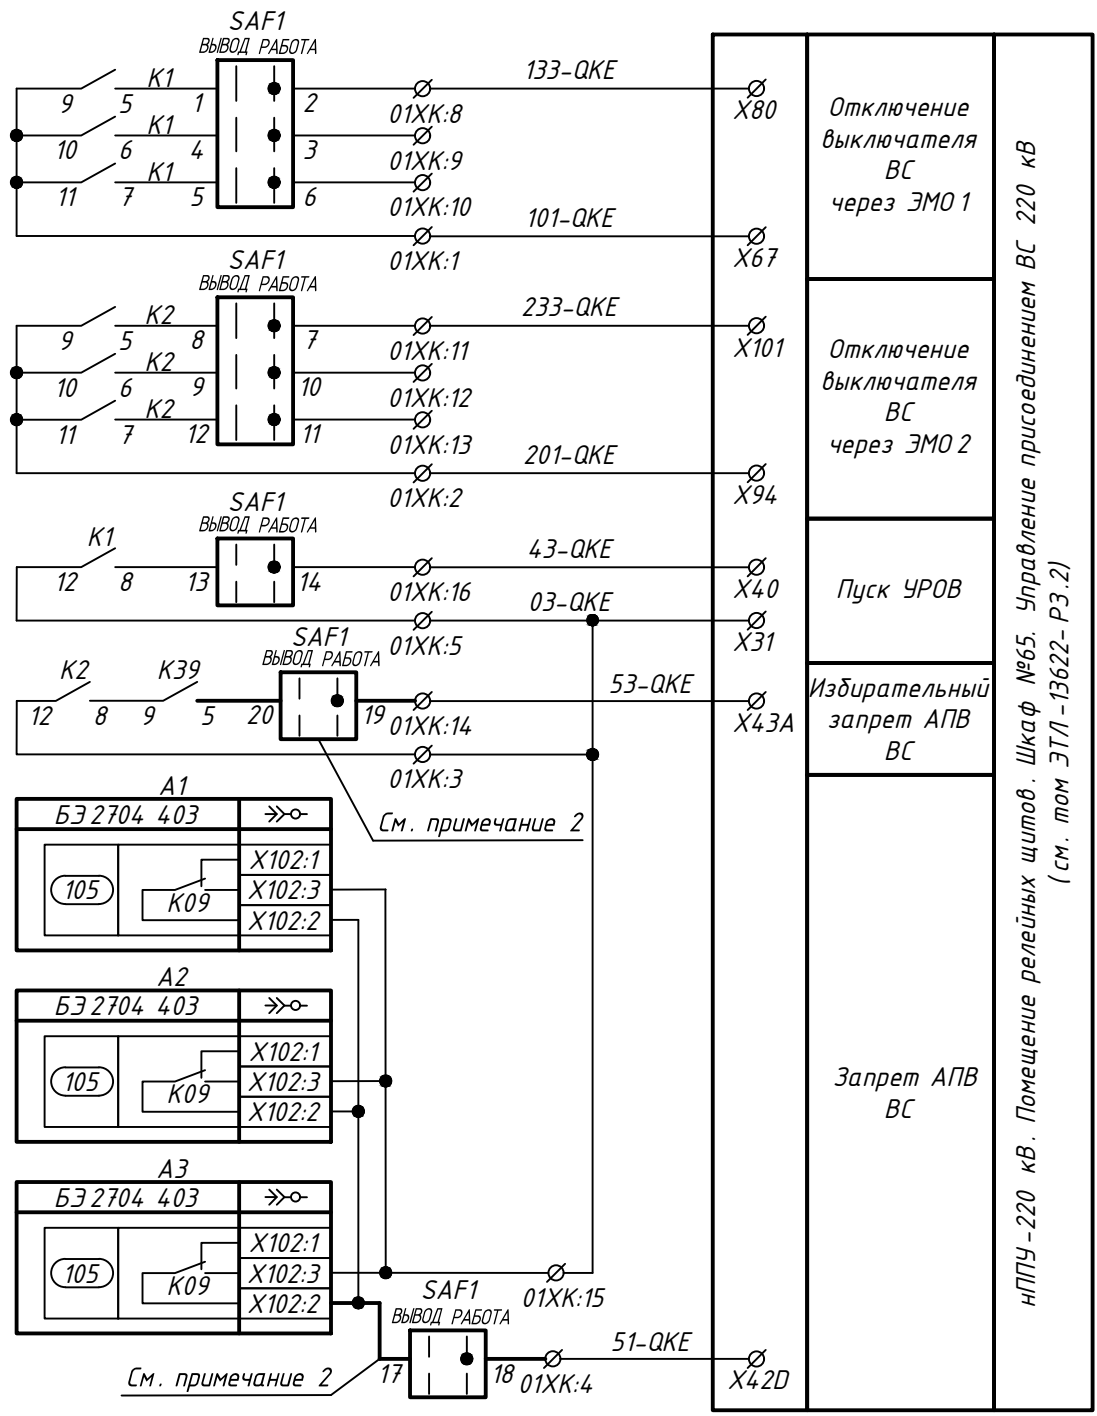 SAF1
ВЫВОД РАБОТА
133-QKE
9 5 K1 1 2
01XK:8
X80
10 6 K1 4 3
01XK:9
11 7 K1 5 6
01XK:10
101-QKE
01XK:1
X67
Отключение
выключателя
ВС
через ЭМО 1
SAF1
ВЫВОД РАБОТА
233-QKE
9 5 K2 8 7
01XK:11
X101
10 6 K2 9 10
01XK:12
11 7 K2 12 11
01XK:13
201-QKE
01XK:2
X94
Отключение
выключателя
ВС
через ЭМО 2
SAF1
ВЫВОД РАБОТА
K1
43-QKE
12 8 13 14
01XK:16
X40
03-QKE
01XK:5
X31
Пуск УРОВ
SAF1
ВЫВОД РАБОТА
K2 K39
53-QKE
12 8 9 5 20 19
01XK:14
X43A
01XK:3
Избирательный
запрет АПВ
ВС
См. примечание 2
A1
БЭ 2704 403
X102:1
105
K09
X102:3
X102:2
A2
БЭ 2704 403
X102:1
105
K09
X102:3
X102:2
Запрет АПВ
ВС
A3
БЭ 2704 403
X102:1
105
K09
X102:3
X102:2
01XK:15
SAF1
ВЫВОД РАБОТА
51-QKE
17 18
01XK:4
X42D
См. примечание 2
нППУ-220 кВ. Помещение релейных щитов. Шкаф №65. Управление присоединением ВС 220 кВ
(см. том ЭТЛ-13622-РЗ.2)